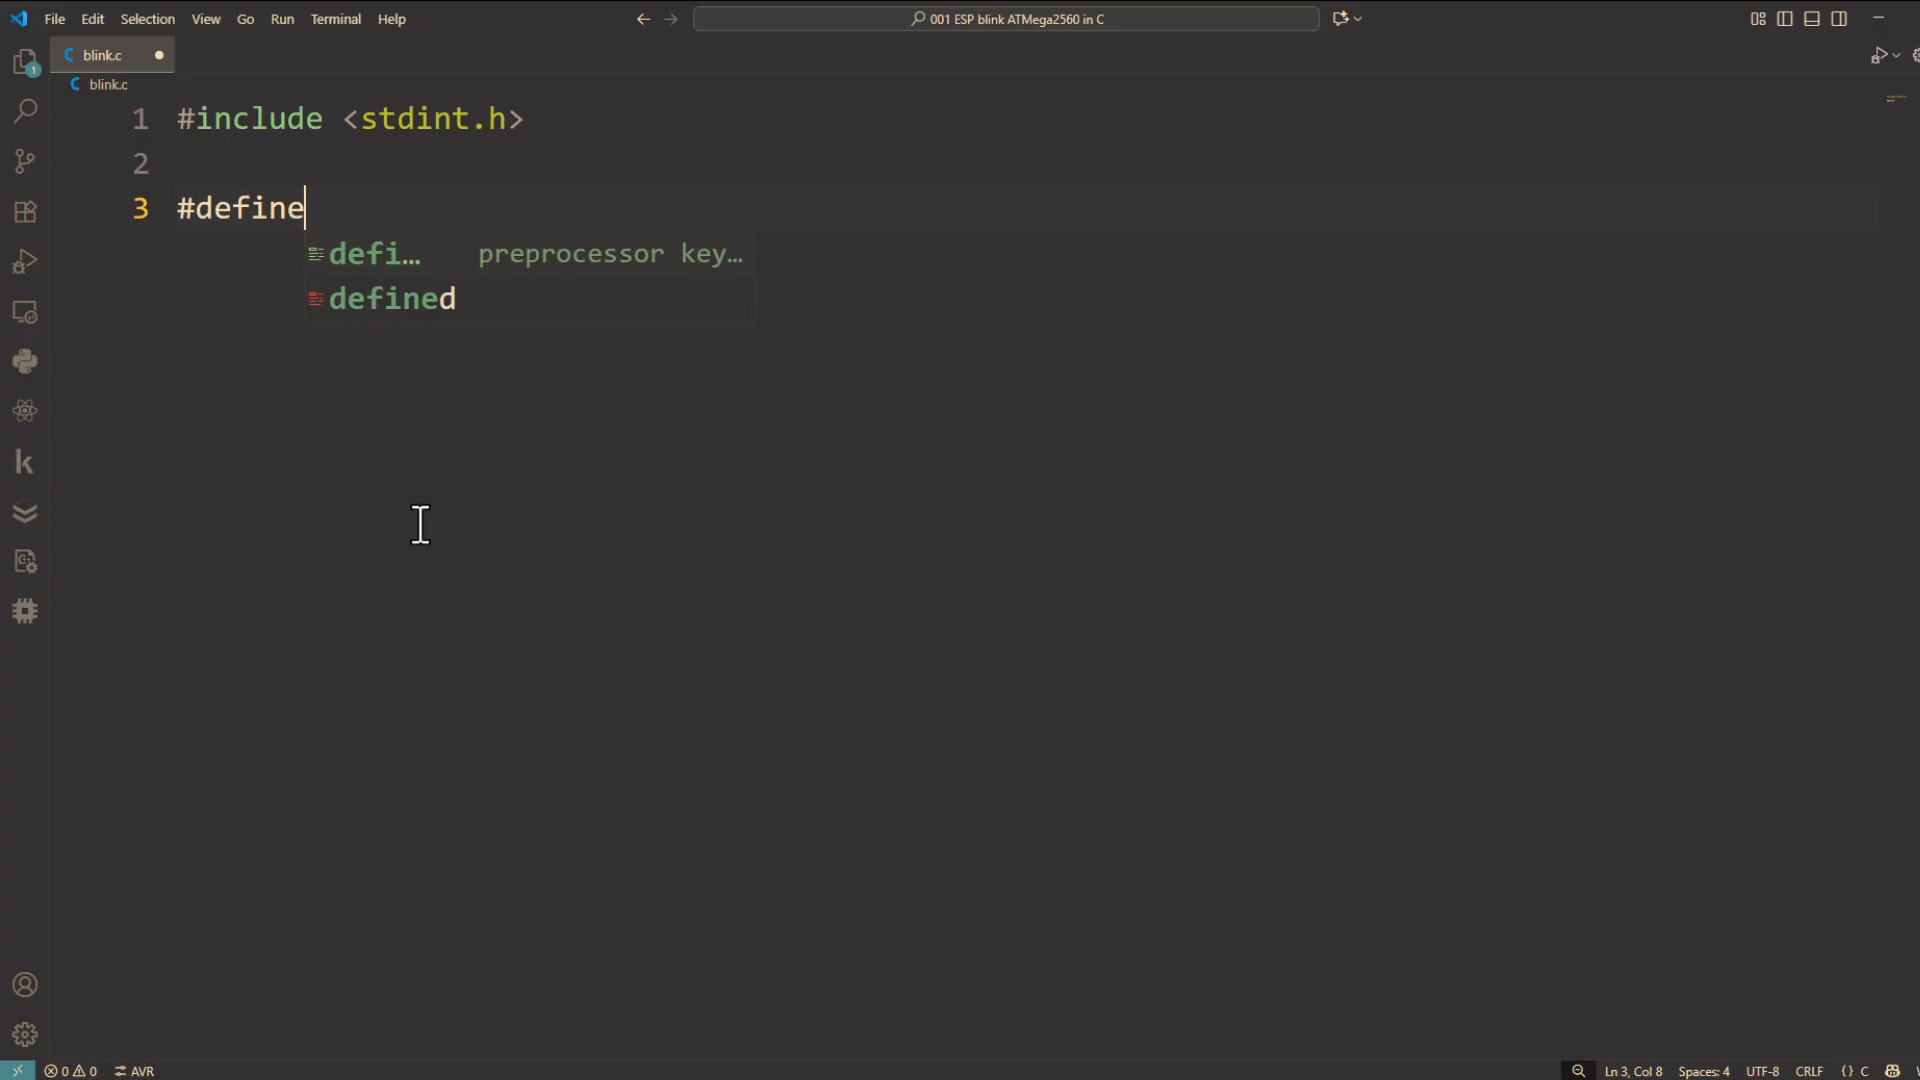 File Edit Selection View Go Run Terminal Help
001 ESP blink ATMega2560 in C
blink.c
1
blink.c
1 #include <stdint.h>
2
3 #define
defi… preprocessor key…
defined
k
0 0 AVR
Ln 3, Col 8 Spaces: 4 UTF-8 CRLF {} C